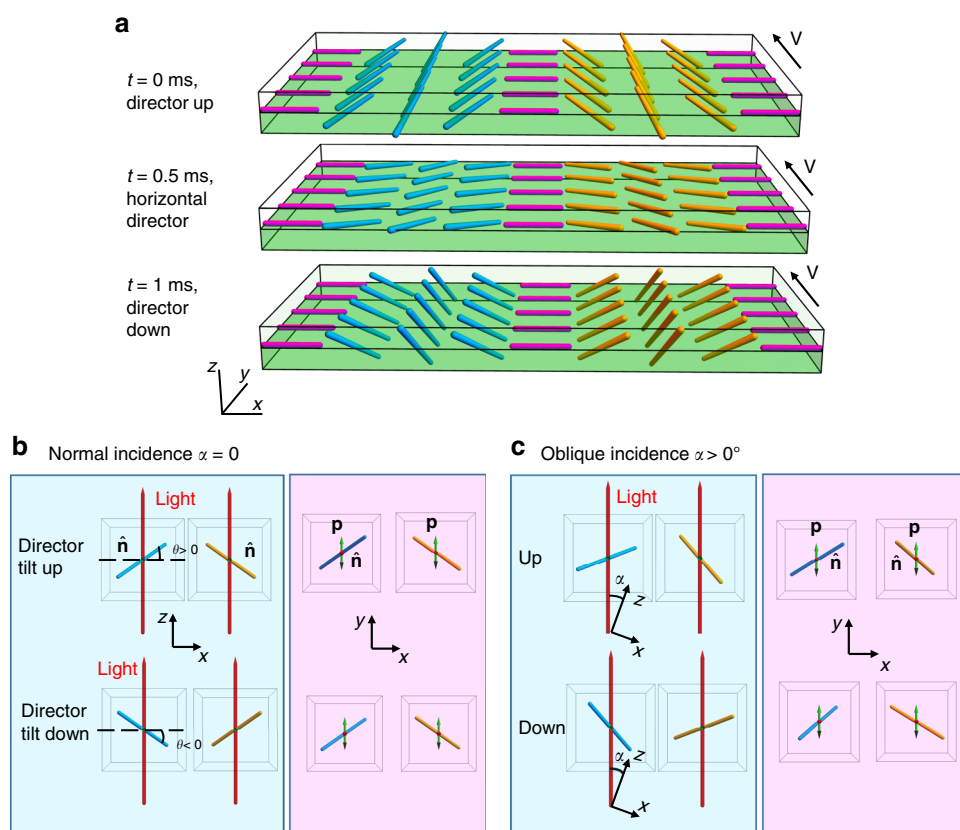 a
t = 0 ms,
director up
V
t = 0.5 ms,
horizontal
director
V
t = 1 ms,
director
down
V
z
y
x
b Normal incidence α = 0
Light
Director
tilt up
n̂
θ> 0
n̂
p
n̂
p
z
x
y
x
Light
Director
tilt down
θ< 0
c Oblique incidence α > 0°
Light
Up
α
z
x
p
n̂
p
n̂
y
x
Down
α
z
x